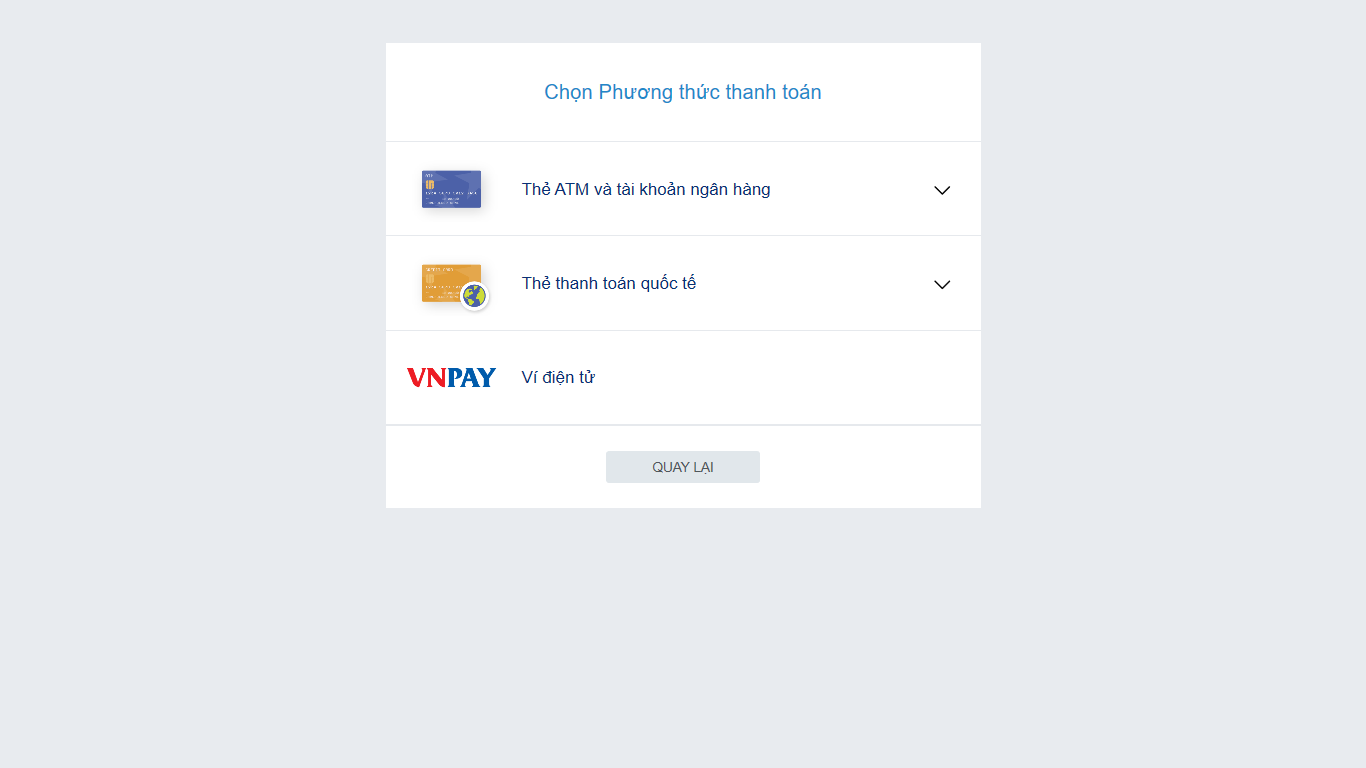 Chọn Phương thức thanh toán
Thẻ ATM và tài khoản ngân hàng
Thẻ thanh toán quốc tế
VNPAY
Ví điện tử
QUAY LẠI